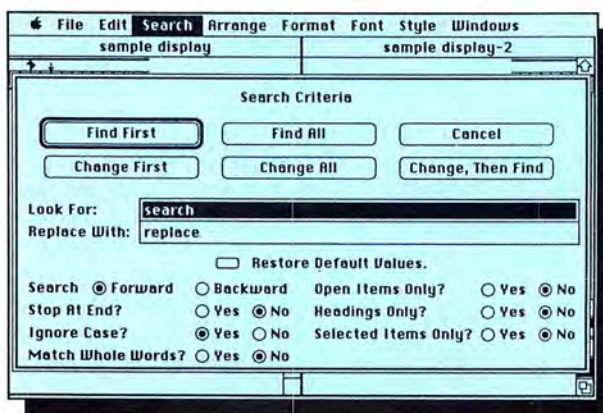 File Edit Search Arrange Format Font Style Windows
sample display sample display-2
Search Criteria
Find First Find All Cancel
Change First Change All Change, Then Find
Look For: search
Replace With: replace
Restore Default Values.
Search Forward Backward Open Items Only? Yes No
Stop At End? Yes No Headings Only? Yes No
Ignore Case? Yes No Selected Items Only? Yes No
Match Whole Words? Yes No